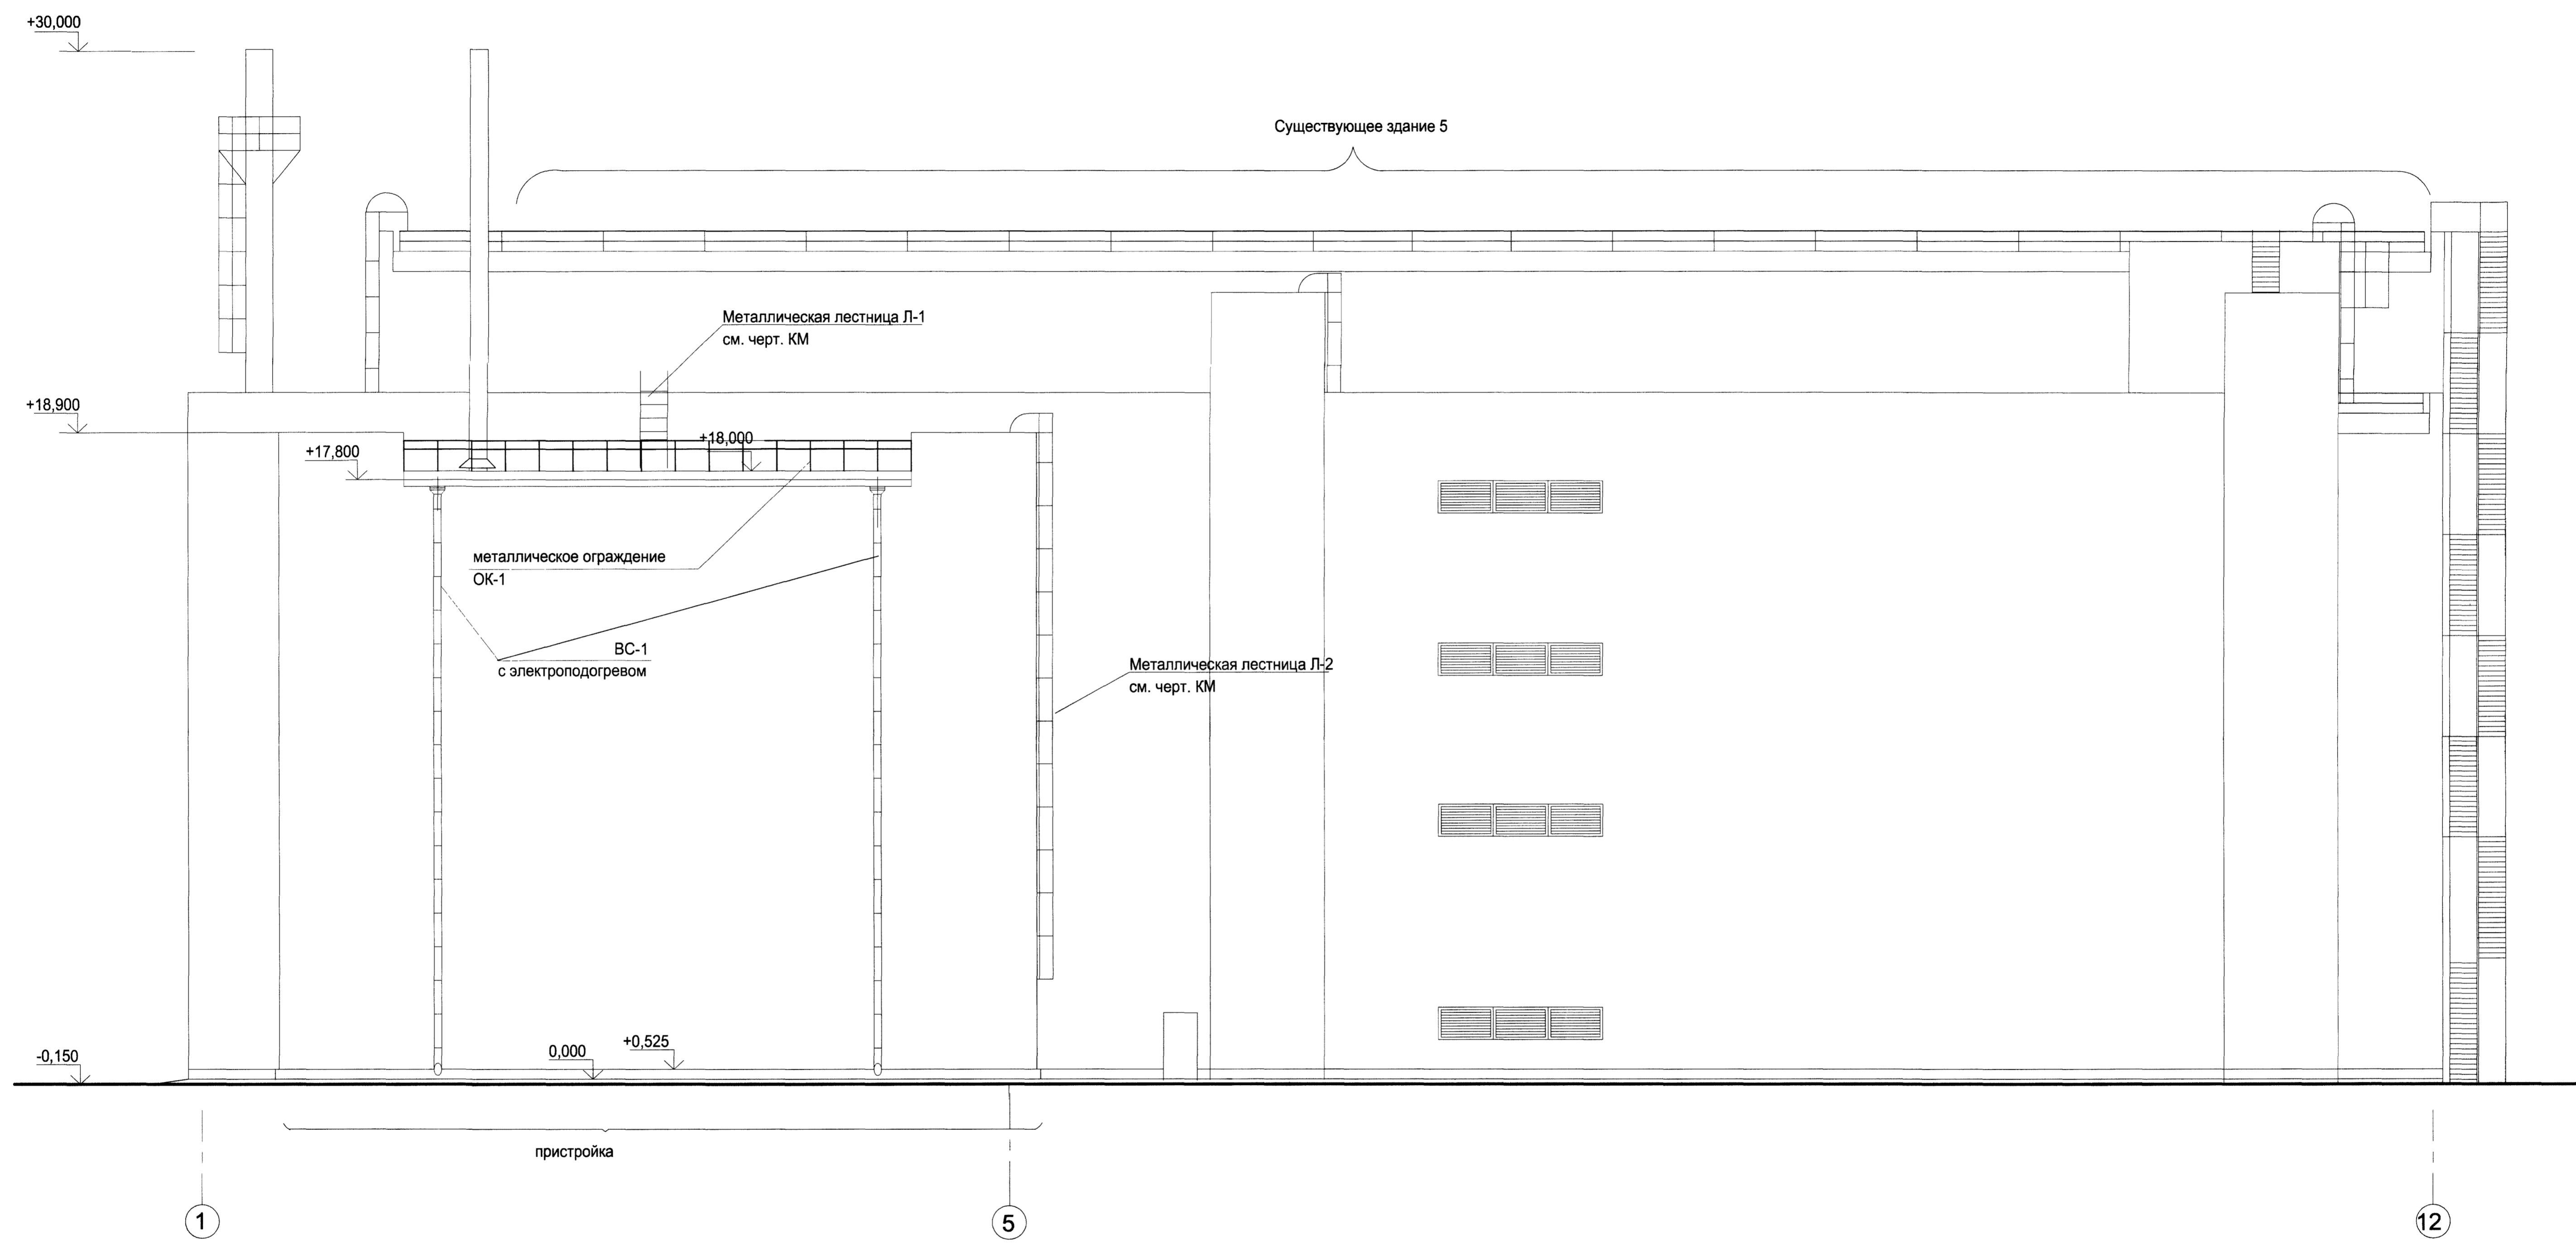 +30,000
Существующее здание 5
Металлическая лестница Л-1
см. черт. КМ
+18,900
+18,000
+17,800
металлическое ограждение
ОК-1
ВС-1
с электроподогревом
Металлическая лестница Л-2
см. черт. КМ
-0,150
0,000
+0,525
пристройка
1
5
12